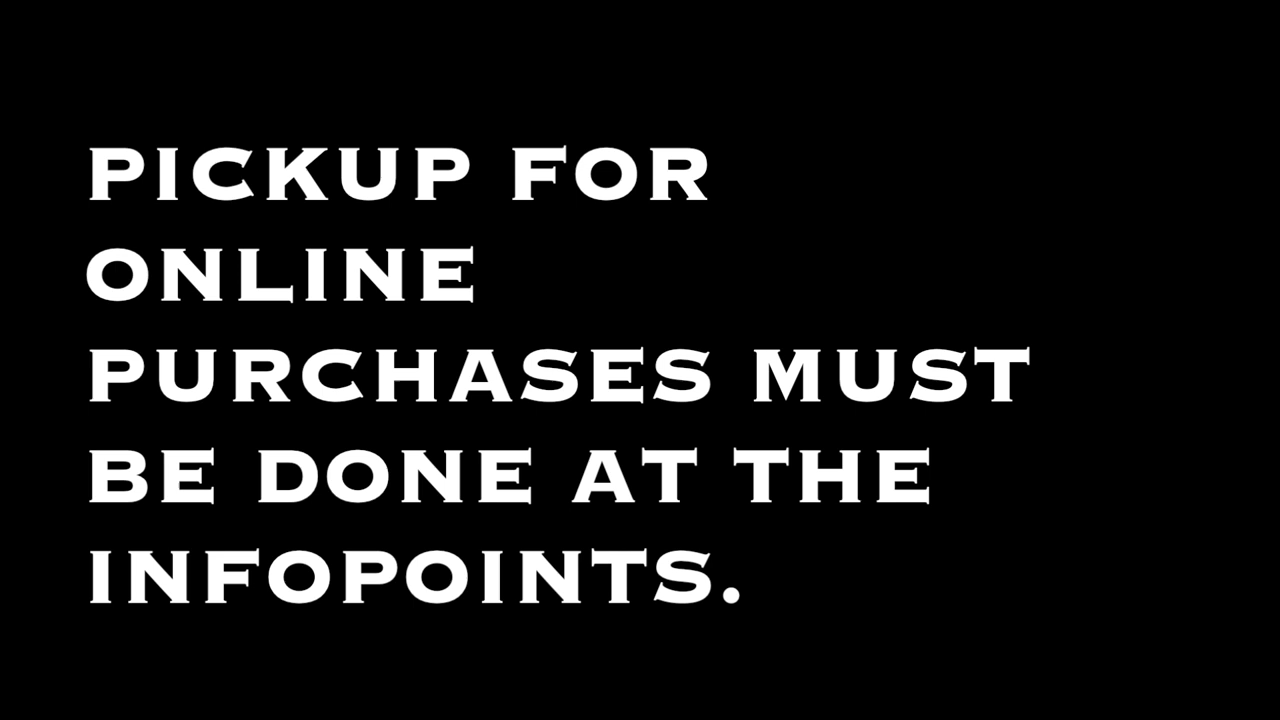 PICKUP FOR
ONLINE
PURCHASES MUST
BE DONE AT THE
INFOPOINTS.